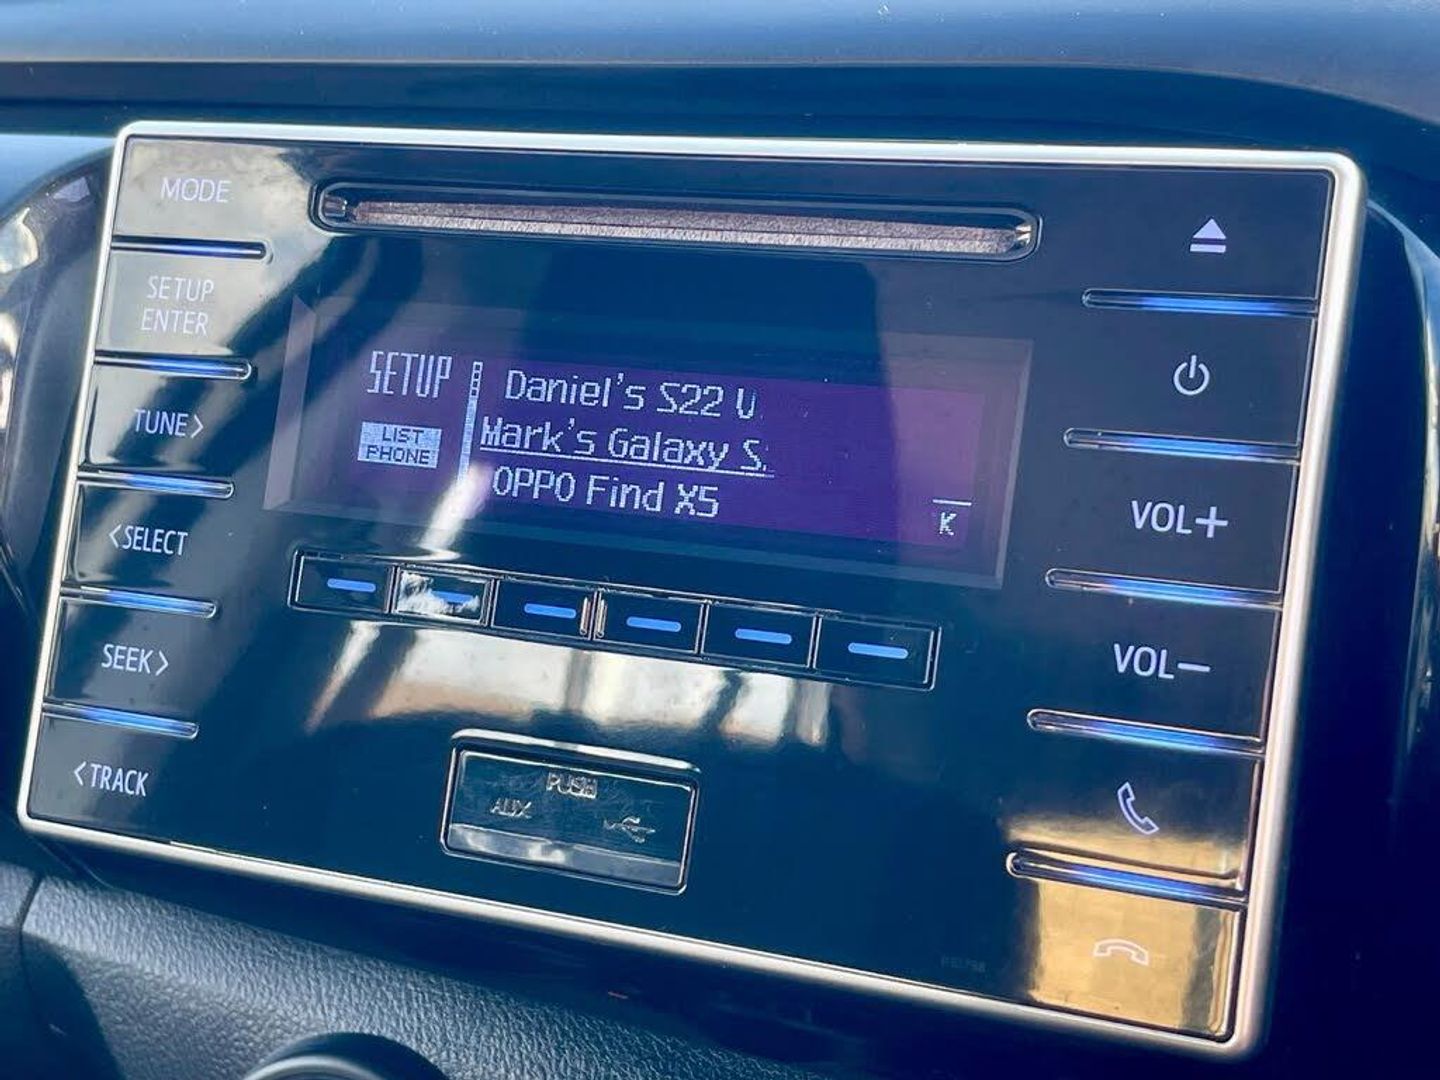 MODE
SETUP
ENTER
TUNE>
<SELECT
SEEK>
<TRACK
SETUP
LIST
PHONE
Daniel's S22 U
Mark's Galaxy S
OPPO Find X5
K
PUSH
AUX
VOL+
VOL-